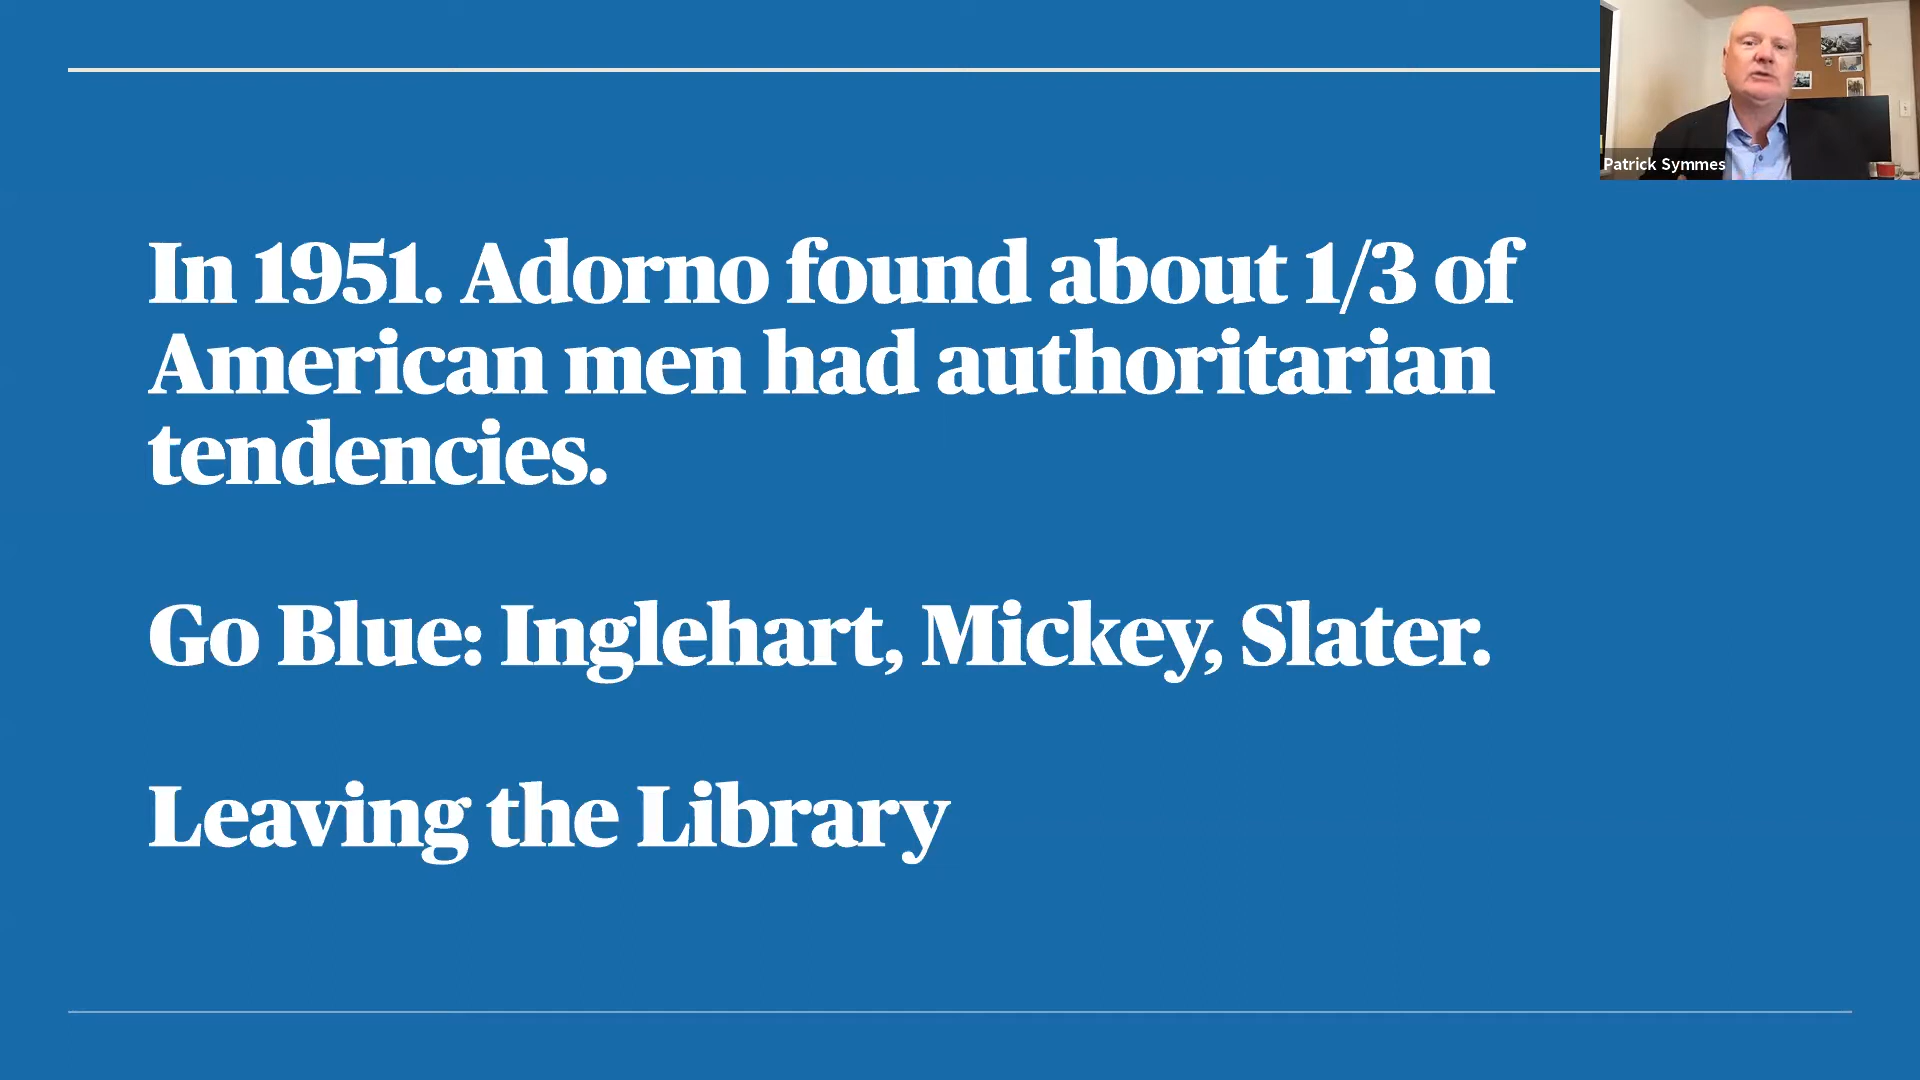 Patrick Symmes
In 1951. Adorno found about 1/3 of
American men had authoritarian
tendencies.
Go Blue: Inglehart, Mickey, Slater.
Leaving the Library